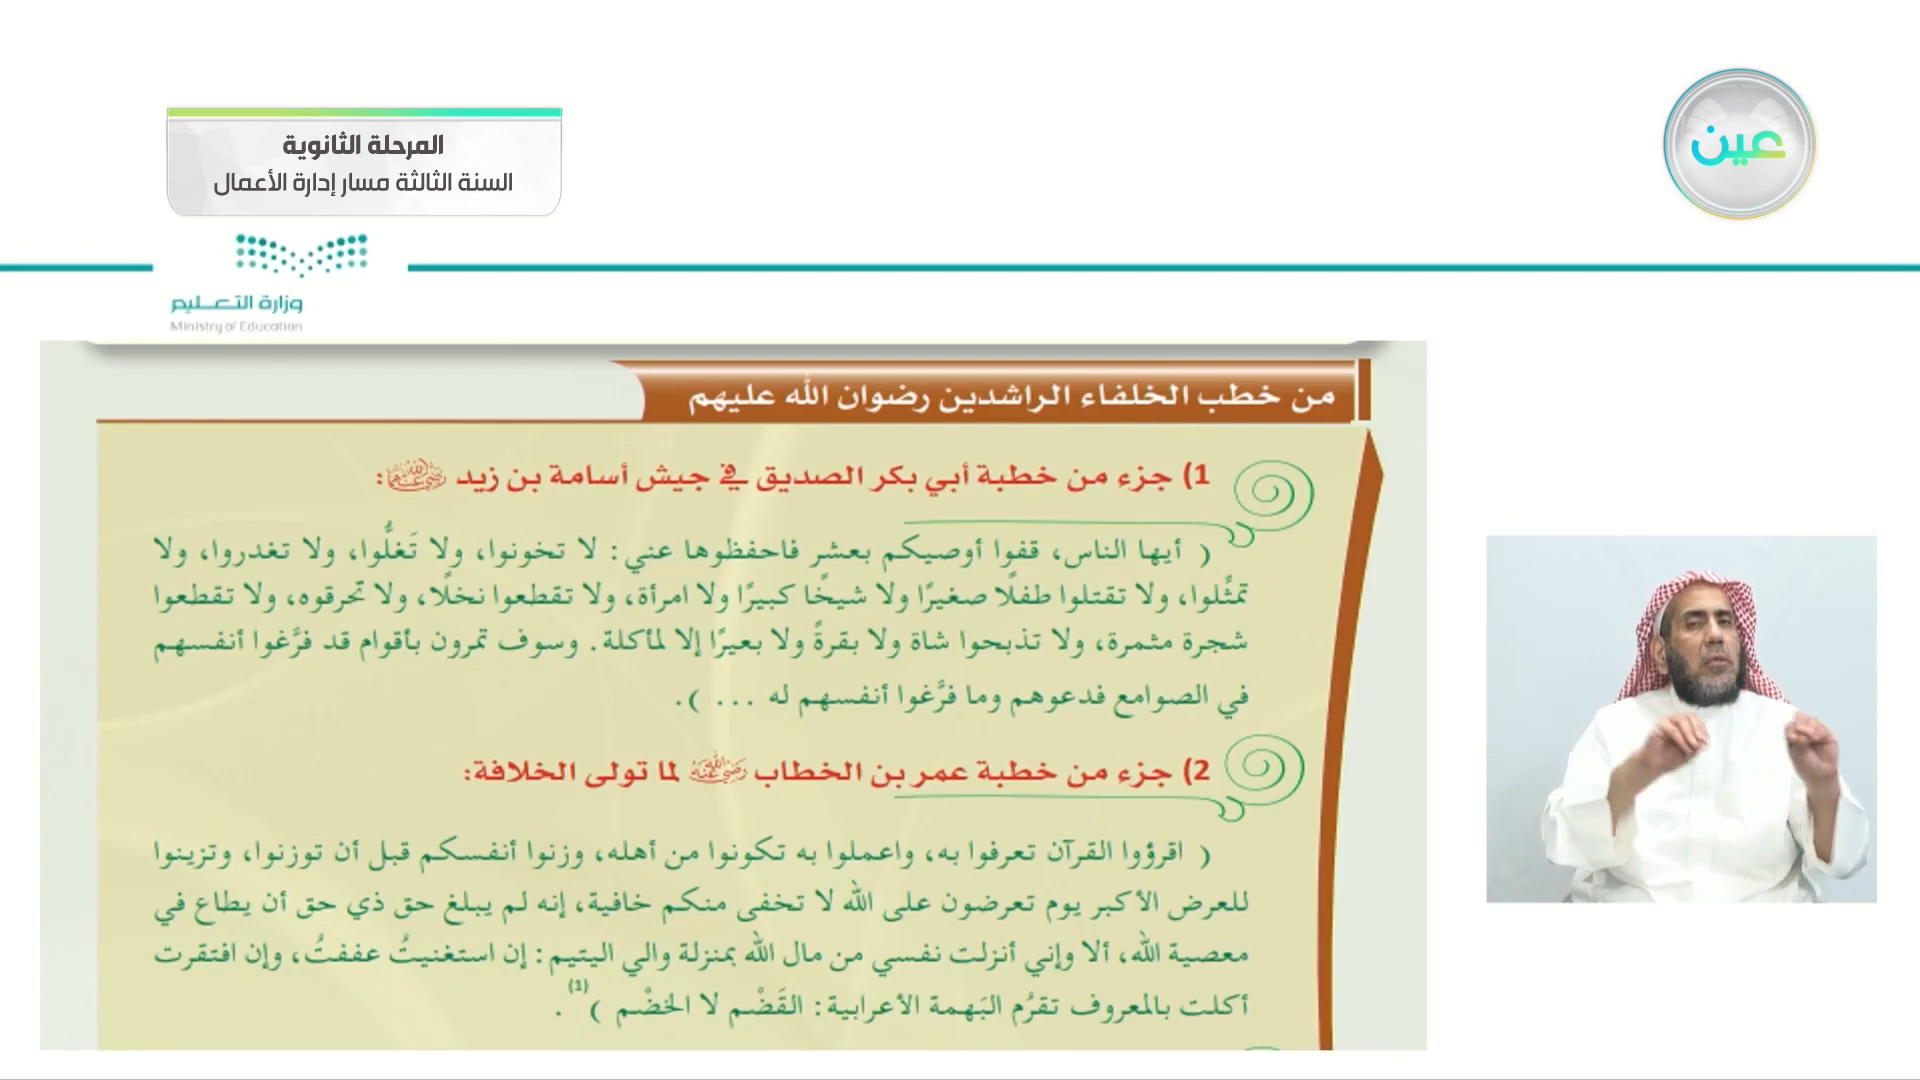 المرحلة الثانوية
السنة الثالثة مسار إدارة الأعمال
عين
وزارة التعليم
Ministry of Education
من خطب الخلفاء الراشدين رضوان الله عليهم
1) جزء من خطبة أبي بكر الصديق في جيش أسامة بن زيد رضي الله عنهما:
( أيها الناس، قفوا أوصيكم بعشر فاحفظوها عني: لا تخونوا، ولا تَغلُّوا، ولا تغدروا، ولا
تمثِّلوا، ولا تقتلوا طفلًا صغيرًا ولا شيخًا كبيرًا ولا امرأة، ولا تقطعوا نخلًا، ولا تحرقوه، ولا تقطعوا
شجرة مثمرة، ولا تذبحوا شاة ولا بقرةً ولا بعيرًا إلا لمأكلة. وسوف تمرون بأقوام قد فرَّغوا أنفسهم
في الصوامع فدعوهم وما فرَّغوا أنفسهم له ... ).
2) جزء من خطبة عمر بن الخطاب رضي الله عنه لما تولى الخلافة:
( اقرؤوا القرآن تعرفوا به، واعملوا به تكونوا من أهله، وزنوا أنفسكم قبل أن توزنوا، وتزينوا
للعرض الأكبر يوم تعرضون على الله لا تخفى منكم خافية، إنه لم يبلغ حق ذي حق أن يطاع في
معصية الله، ألا وإني أنزلت نفسي من مال الله بمنزلة والي اليتيم: إن استغنيتُ عففتُ، وإن افتقرت
أكلت بالمعروف تقرُّم البَهمة الأعرابية: القَضْم لا الخضْم )(1).